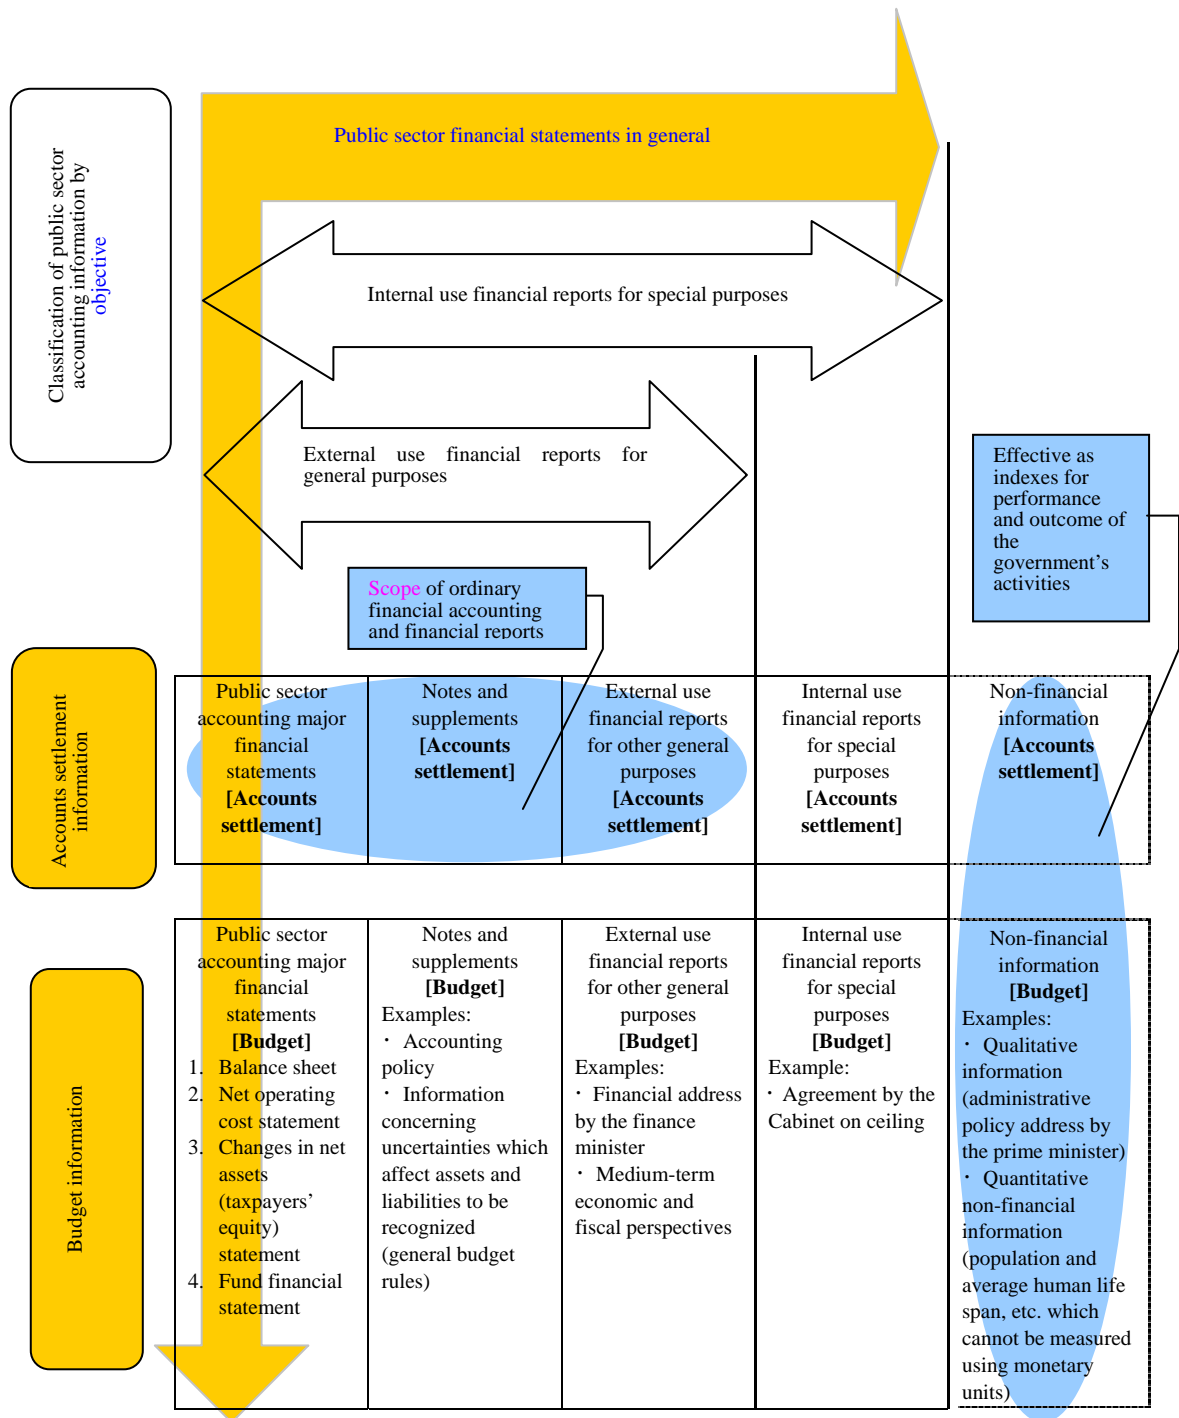 Public sector financial statements in general
Classification of public sector
accounting information by
objective
Internal use financial reports for special purposes
External use financial reports for
general purposes
Effective as
indexes for
performance
and outcome of
the
government's
activities
Scope of ordinary
financial accounting
and financial reports
Accounts settlement
information
Public sector
accounting major
financial
statements
[Accounts
settlement]
Notes and
supplements
[Accounts
settlement]
External use
financial reports
for other general
purposes
[Accounts
settlement]
Internal use
financial reports
for special
purposes
[Accounts
settlement]
Non-financial
information
[Accounts
settlement]
Budget information
Public sector
accounting major
financial
statements
[Budget]
1. Balance sheet
2. Net operating
cost statement
3. Changes in net
assets
(taxpayers'
equity)
statement
4. Fund financial
statement
Notes and
supplements
[Budget]
Examples:
・ Accounting
policy
・ Information
concerning
uncertainties which
affect assets and
liabilities to be
recognized
(general budget
rules)
External use
financial reports
for other general
purposes
[Budget]
Examples:
・ Financial address
by the finance
minister
・ Medium-term
economic and
fiscal perspectives
Internal use
financial reports
for special
purposes
[Budget]
Example:
・ Agreement by the
Cabinet on ceiling
Non-financial
information
[Budget]
Examples:
・ Qualitative
information
(administrative
policy address by
the prime minister)
・ Quantitative
non-financial
information
(population and
average human life
span, etc. which
cannot be measured
using monetary
units)